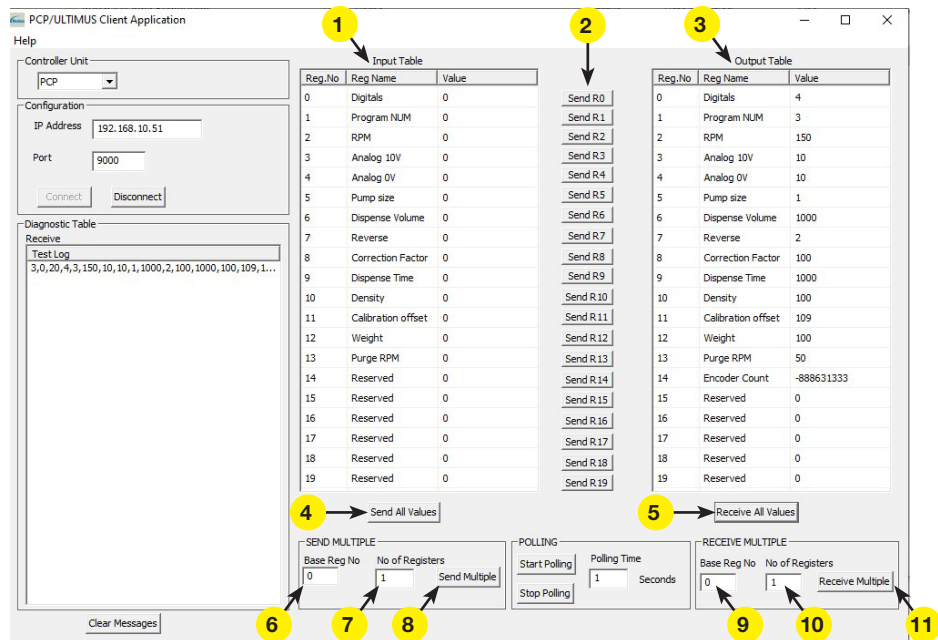 PCP/ULTIMUS Client Application
1
2
3
Help
Controller Unit
PCP
Configuration
IP Address 192.168.10.51
Port 9000
Connect Disconnect
Diagnostic Table
Receive
Test Log
3,0,20,4,3,150,10,10,1,1000,2,100,1000,100,109,1...
Clear Messages
Input Table
Reg.No Reg Name Value
0 Digitals 0
1 Program NUM 0
2 RPM 0
3 Analog 10V 0
4 Analog 0V 0
5 Pump size 0
6 Dispense Volume 0
7 Reverse 0
8 Correction Factor 0
9 Dispense Time 0
10 Density 0
11 Calibration offset 0
12 Weight 0
13 Purge RPM 0
14 Reserved 0
15 Reserved 0
16 Reserved 0
17 Reserved 0
18 Reserved 0
19 Reserved 0
Send R0
Send R1
Send R2
Send R3
Send R4
Send R5
Send R6
Send R7
Send R8
Send R9
Send R10
Send R11
Send R12
Send R13
Send R14
Send R15
Send R16
Send R17
Send R18
Send R19
Output Table
Reg.No Reg Name Value
0 Digitals 4
1 Program NUM 3
2 RPM 150
3 Analog 10V 10
4 Analog 0V 10
5 Pump size 1
6 Dispense Volume 1000
7 Reverse 2
8 Correction Factor 100
9 Dispense Time 1000
10 Density 100
11 Calibration offset 109
12 Weight 100
13 Purge RPM 50
14 Encoder Count -888631333
15 Reserved 0
16 Reserved 0
17 Reserved 0
18 Reserved 0
19 Reserved 0
4 Send All Values
5 Receive All Values
SEND MULTIPLE
Base Reg No No of Registers
0 1 Send Multiple
6 7 8
POLLING
Start Polling Polling Time
1 Seconds
Stop Polling
RECEIVE MULTIPLE
Base Reg No No of Registers
0 1 Receive Multiple
9 10 11